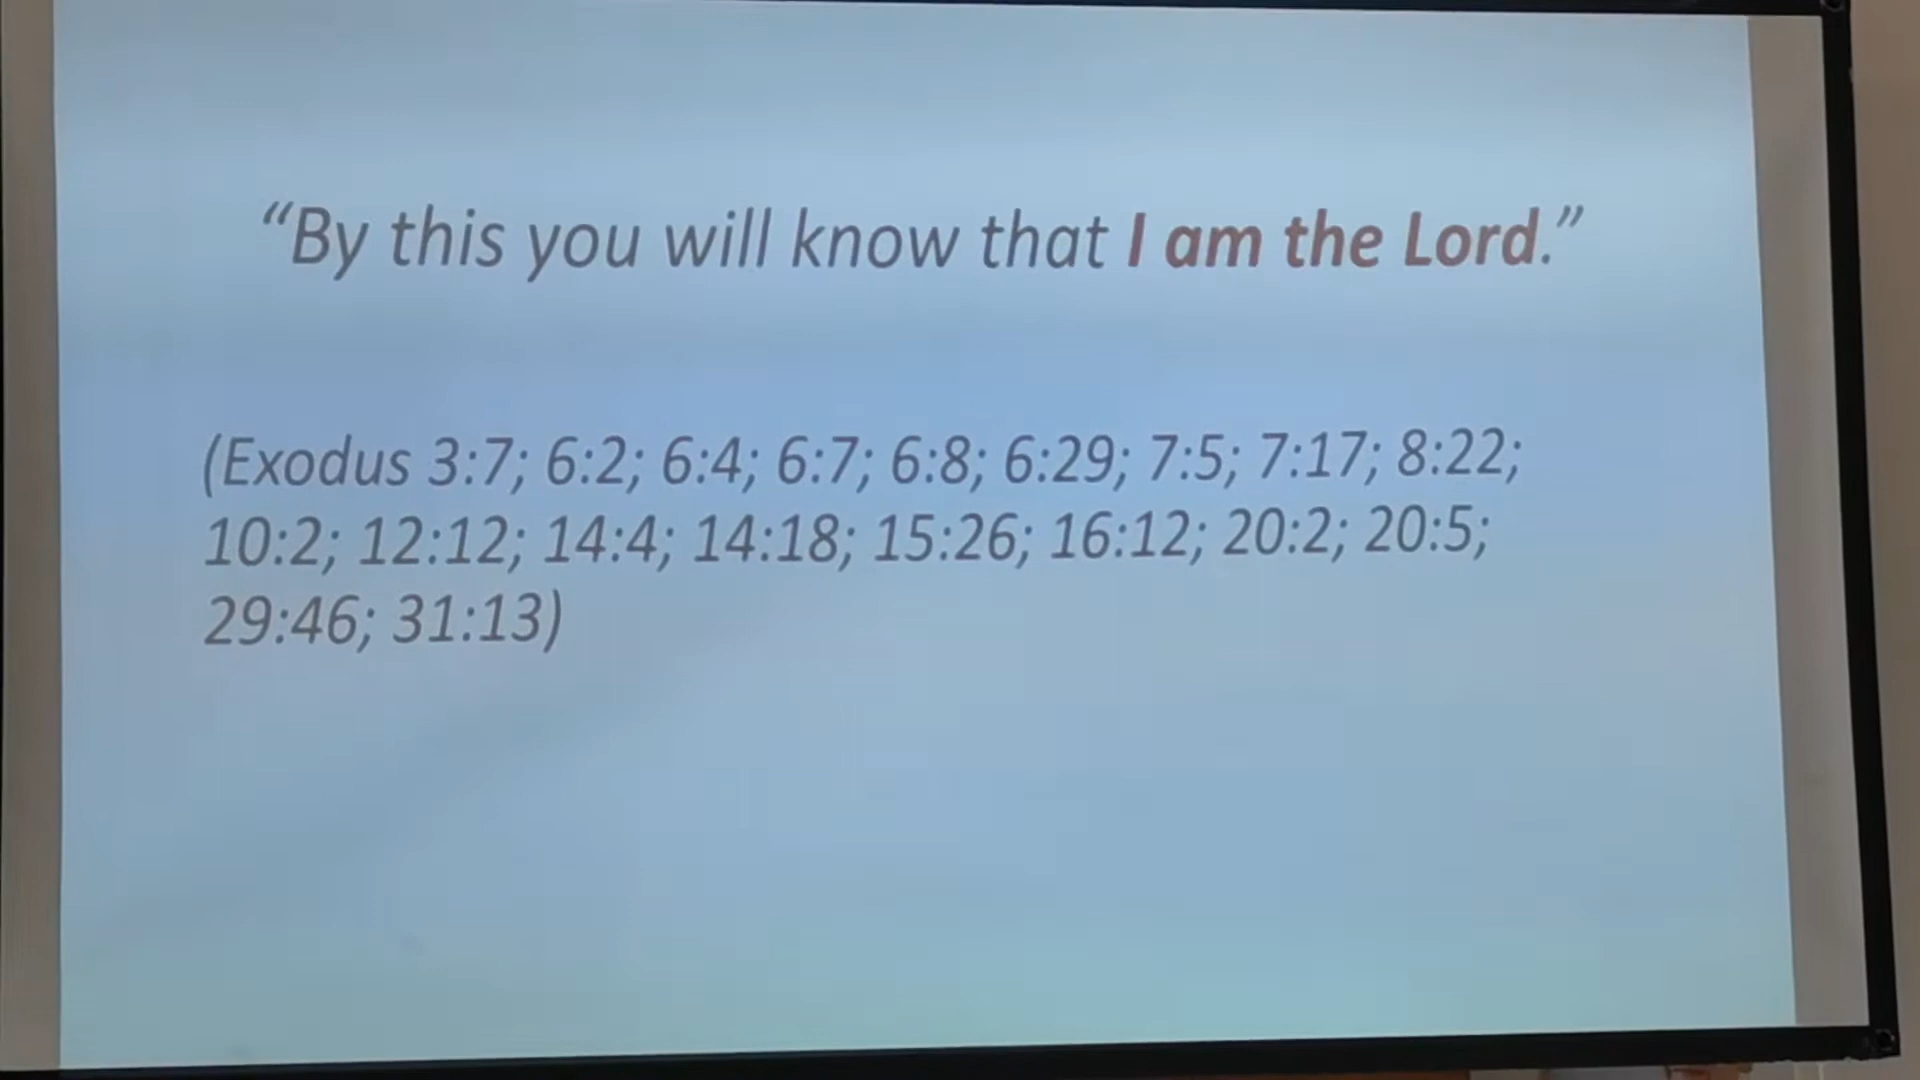 “By this you will know that I am the Lord.”
(Exodus 3:7; 6:2; 6:4; 6:7; 6:8; 6:29; 7:5; 7:17; 8:22;
10:2; 12:12; 14:4; 14:18; 15:26; 16:12; 20:2; 20:5;
29:46; 31:13)